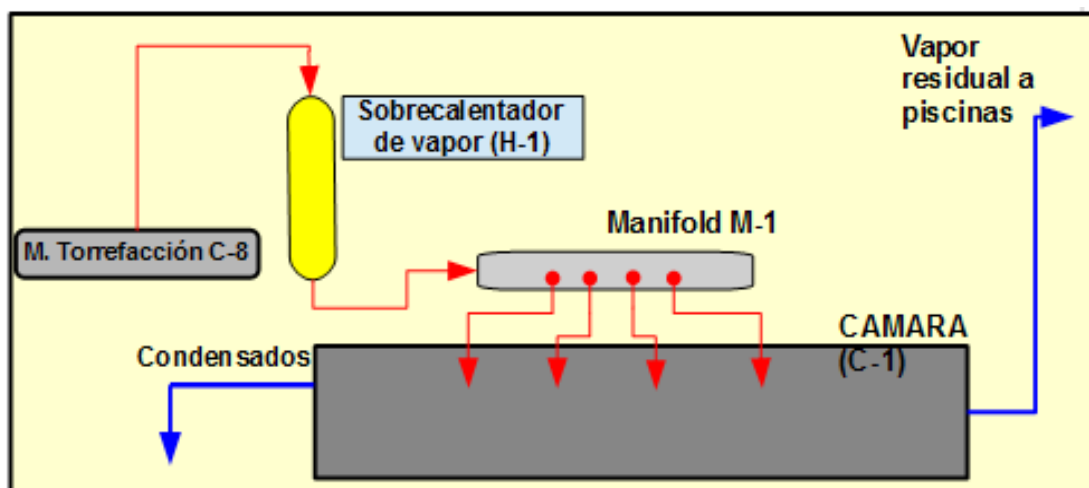 Vapor
residual a
piscinas
Sobrecalentador
de vapor (H-1)
M. Torrefacción C-8
Manifold M-1
CAMARA
(C-1)
Condensados